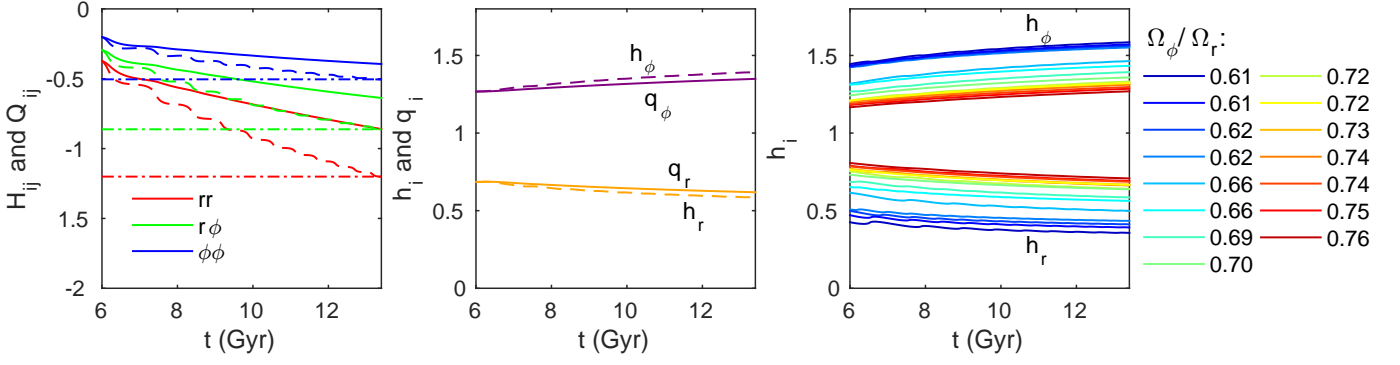 H_ij and Q_ij
0
-0.5
-1
-1.5
-2
rr
rϕ
ϕϕ
6 8 10 12
t (Gyr)
h_i and q_i
1.5
1
0.5
0
h_ϕ
q_ϕ
q_r
h_r
6 8 10 12
t (Gyr)
h_i
1.5
1
0.5
0
h_ϕ
h_r
6 8 10 12
t (Gyr)
Ω_ϕ/Ω_r:
0.61 0.72
0.61 0.72
0.62 0.73
0.62 0.74
0.66 0.74
0.66 0.75
0.69 0.76
0.70